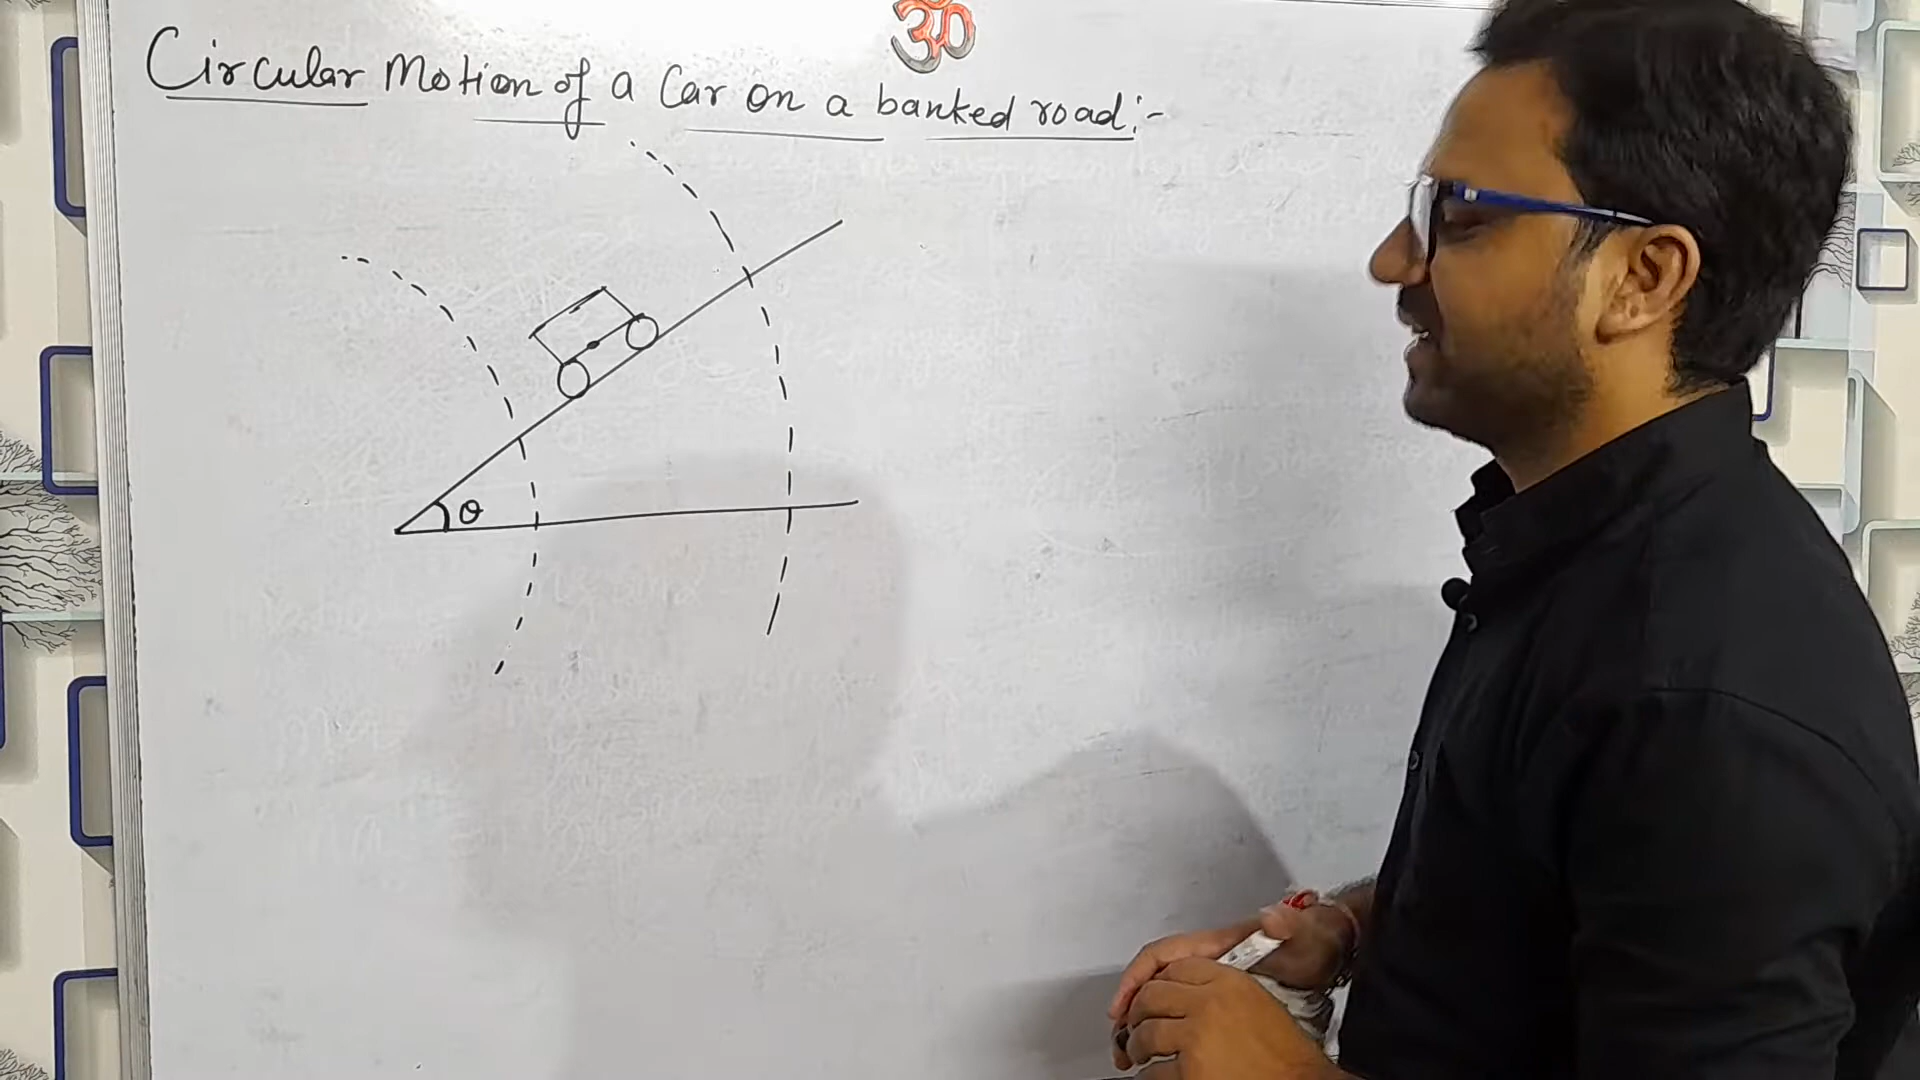 ॐ
Circular Motion of a Car on a banked road:-
θ